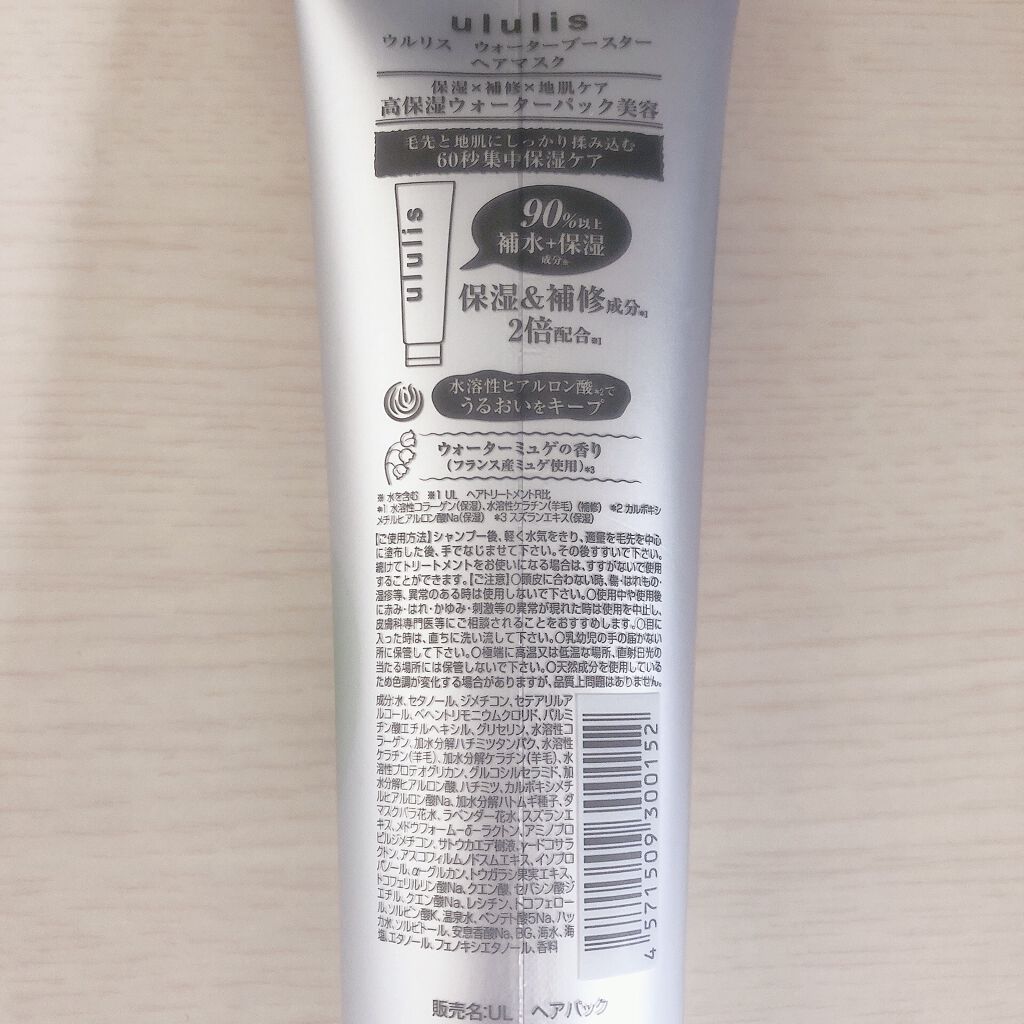 ululis
ウルリス ウォーターブースター
ヘアマスク
保湿×補修×地肌ケア
高保湿ウォーターパック美容
毛先と地肌にしっかり揉み込む
60秒集中保湿ケア
ululis
90%以上
補水+保湿
成分※
保湿&補修成分*1
2倍配合※1
水溶性ヒアルロン酸*2で
うるおいをキープ
ウォーターミュゲの香り
(フランス産ミュゲ使用)*3
※ 水を含む ※1 UL ヘアトリートメントR比
*1 水溶性コラーゲン(保湿)、水溶性ケラチン(羊毛)(補修) *2 カルボキシ
メチルヒアルロン酸Na(保湿) *3 スズランエキス(保湿)
【ご使用方法】シャンプー後、軽く水気をきり、適量を毛先を中心
に塗布した後、手でなじませて下さい。その後すすいで下さい。
続けてトリートメントをお使いになる場合は、すすがないで使用
することができます。【ご注意】〇頭皮に合わない時、傷・はれもの・
湿疹等、異常のある時は使用しないで下さい。〇使用中や使用後
に赤み・はれ・かゆみ・刺激等の異常が現れた時は使用を中止し、
皮膚科専門医等にご相談されることをおすすめします。〇目に
入った時は、直ちに洗い流して下さい。〇乳幼児の手の届かない
所に保管して下さい。〇極端に高温又は低温な場所、直射日光の
当たる場所には保管しないで下さい。〇天然成分を使用している
ため色調が変化する場合がありますが、品質上問題はありません。
成分:水、セタノール、ジメチコン、セテアリルア
ルコール、ベヘントリモニウムクロリド、パルミ
チン酸エチルヘキシル、グリセリン、水溶性コ
ラーゲン、加水分解ハチミツタンパク、水溶性
ケラチン(羊毛)、加水分解ケラチン(羊毛)、水
溶性プロテオグリカン、グルコシルセラミド、加
水分解ヒアルロン酸、ハチミツ、カルボキシメチ
ルヒアルロン酸Na、加水分解ハトムギ種子、ダ
マスクバラ花水、ラベンダー花水、スズランエ
キス、メドウフォーム-δ-ラクトン、アミノプロ
ピルジメチコン、サトウカエデ樹液、γ-ドコサラ
クトン、アスコフィルムノドスムエキス、イソプロ
パノール、α-グルカン、トウガラシ果実エキス、
トコフェリルリン酸Na、クエン酸、セバシン酸ジ
エチル、クエン酸Na、レシチン、トコフェロー
ル、ソルビン酸K、温泉水、ペンテト酸5Na、ハッ
カ水、ソルビトール、安息香酸Na、BG、海水、海
塩、エタノール、フェノキシエタノール、香料
4 571509 300152
販売名:UL ヘアパック